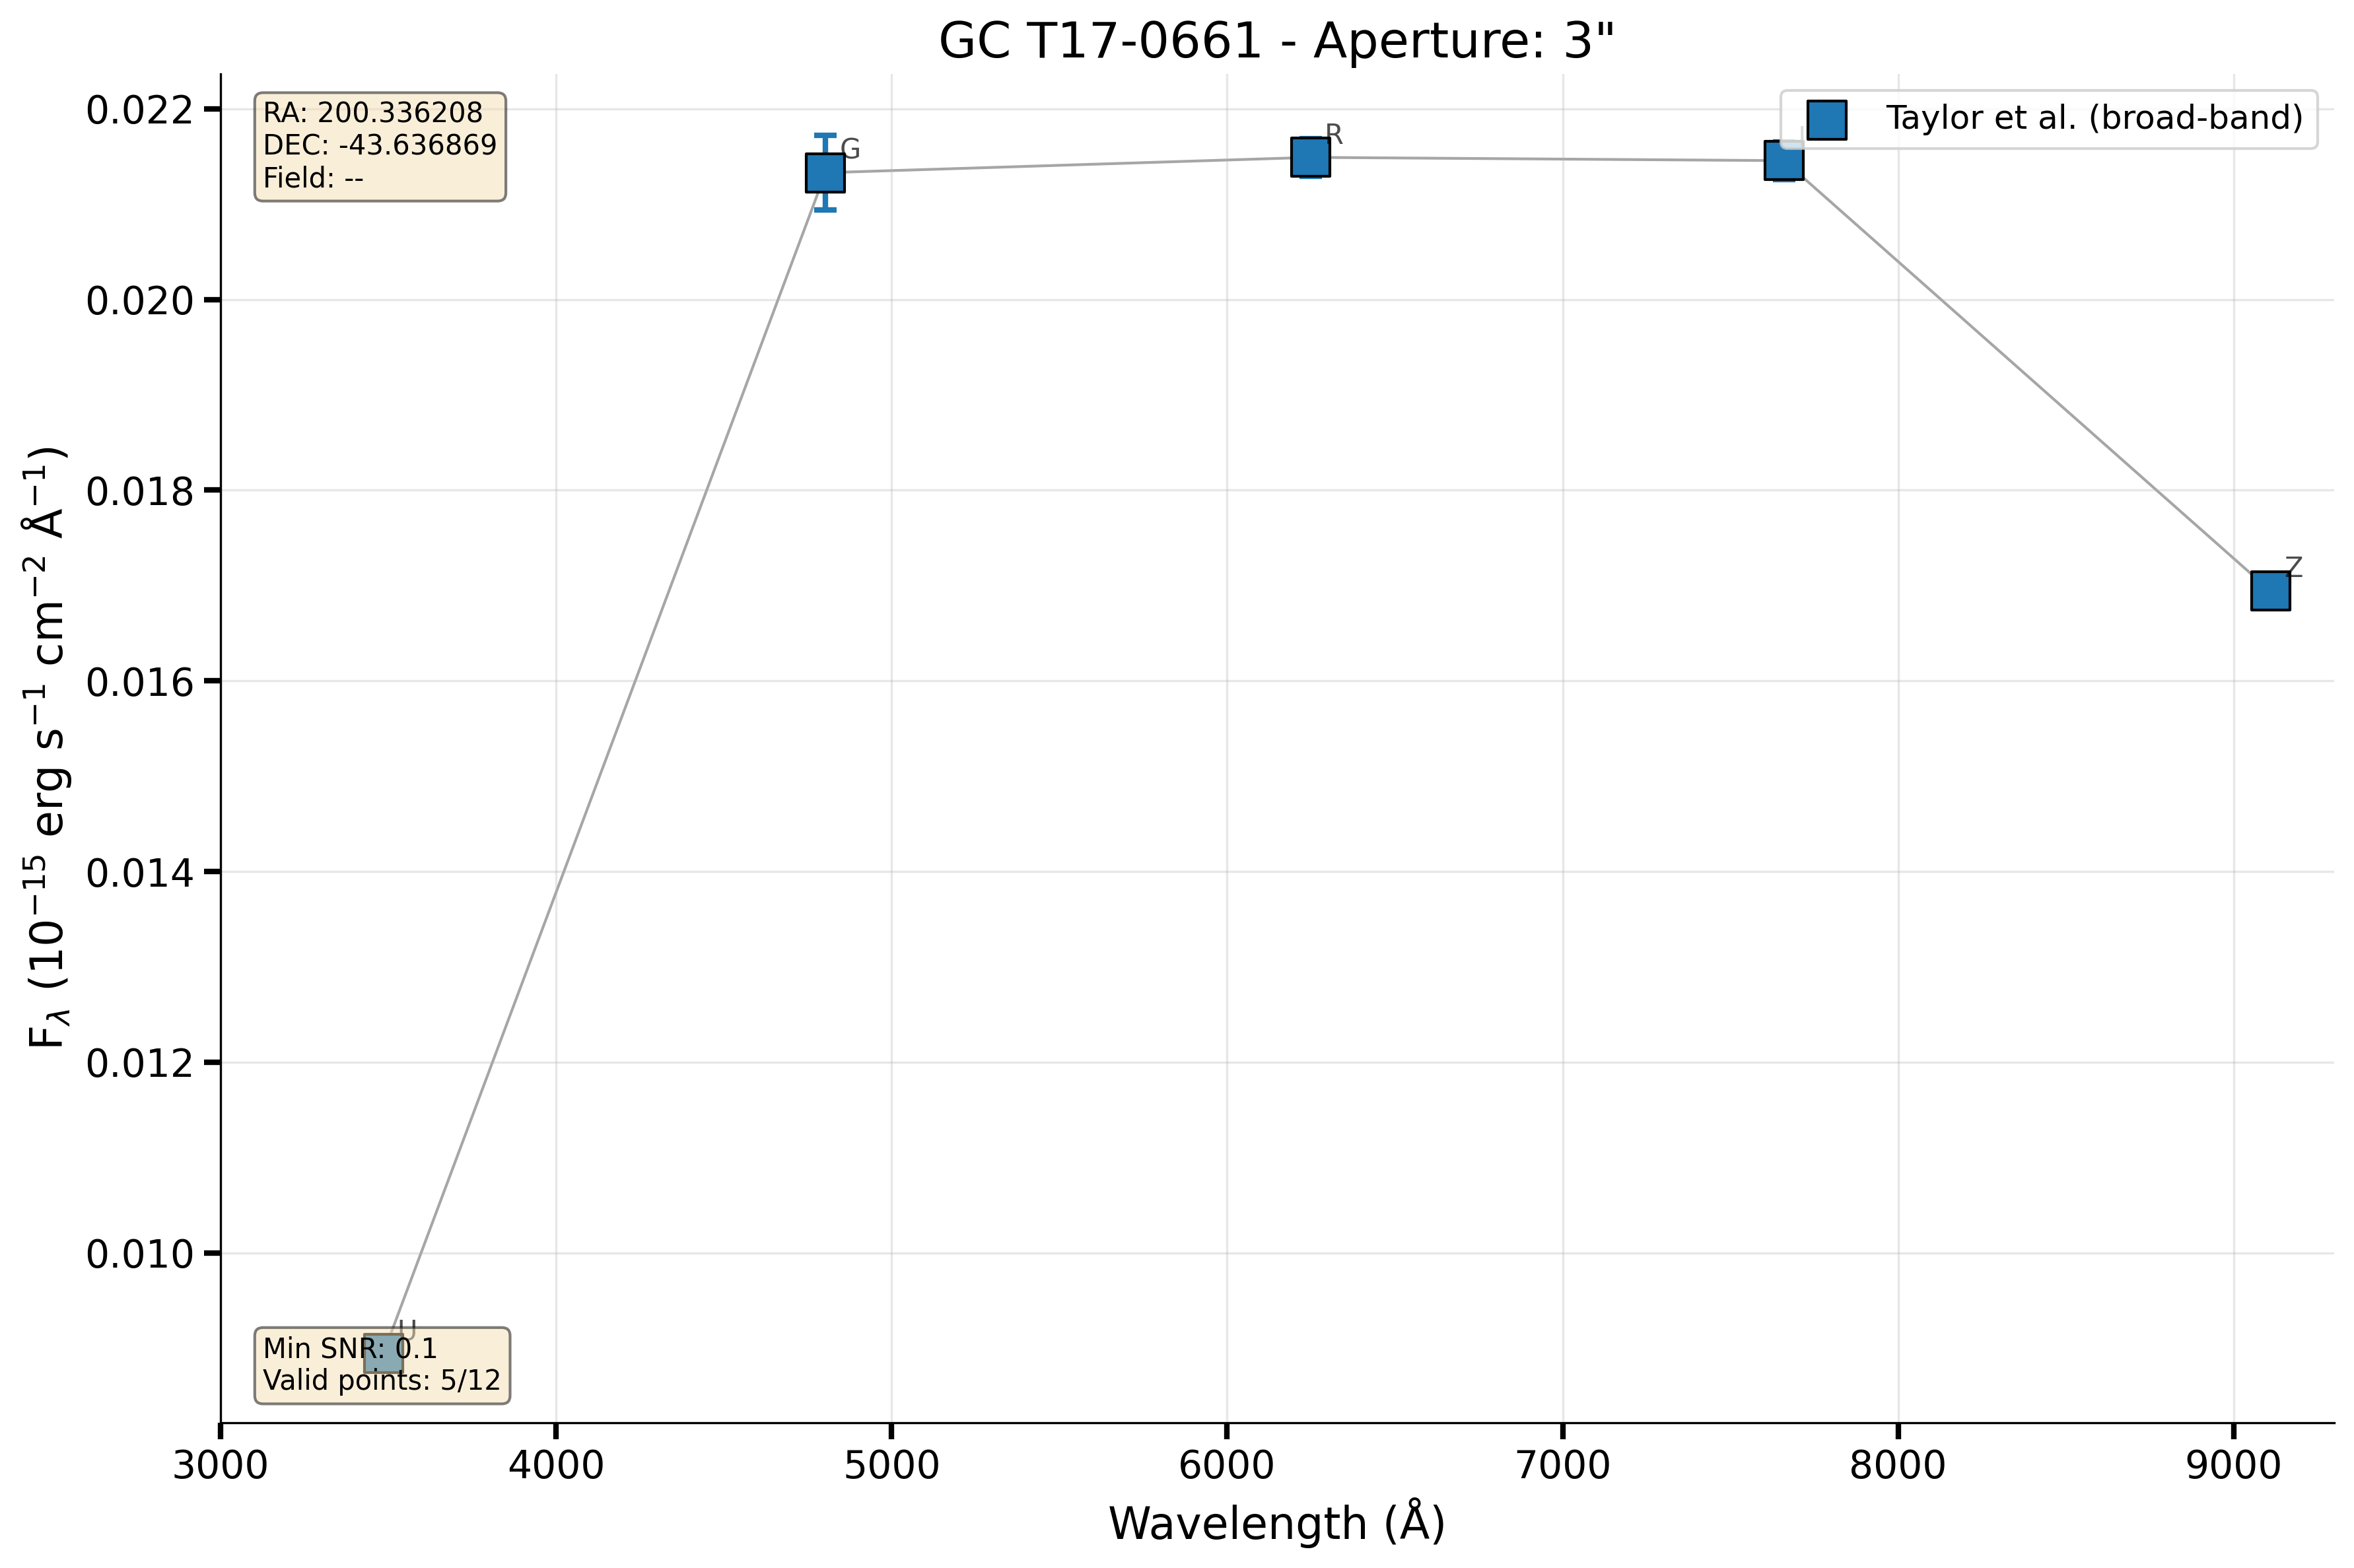 GC T17-0661 - Aperture: 3"
RA: 200.336208
DEC: -43.636869
Field: --
Taylor et al. (broad-band)
G
R
Z
U
Min SNR: 0.1
Valid points: 5/12
0.022
0.020
0.018
0.016
0.014
0.012
0.010
F_λ (10⁻¹⁵ erg s⁻¹ cm⁻² Å⁻¹)
3000 4000 5000 6000 7000 8000 9000
Wavelength (Å)